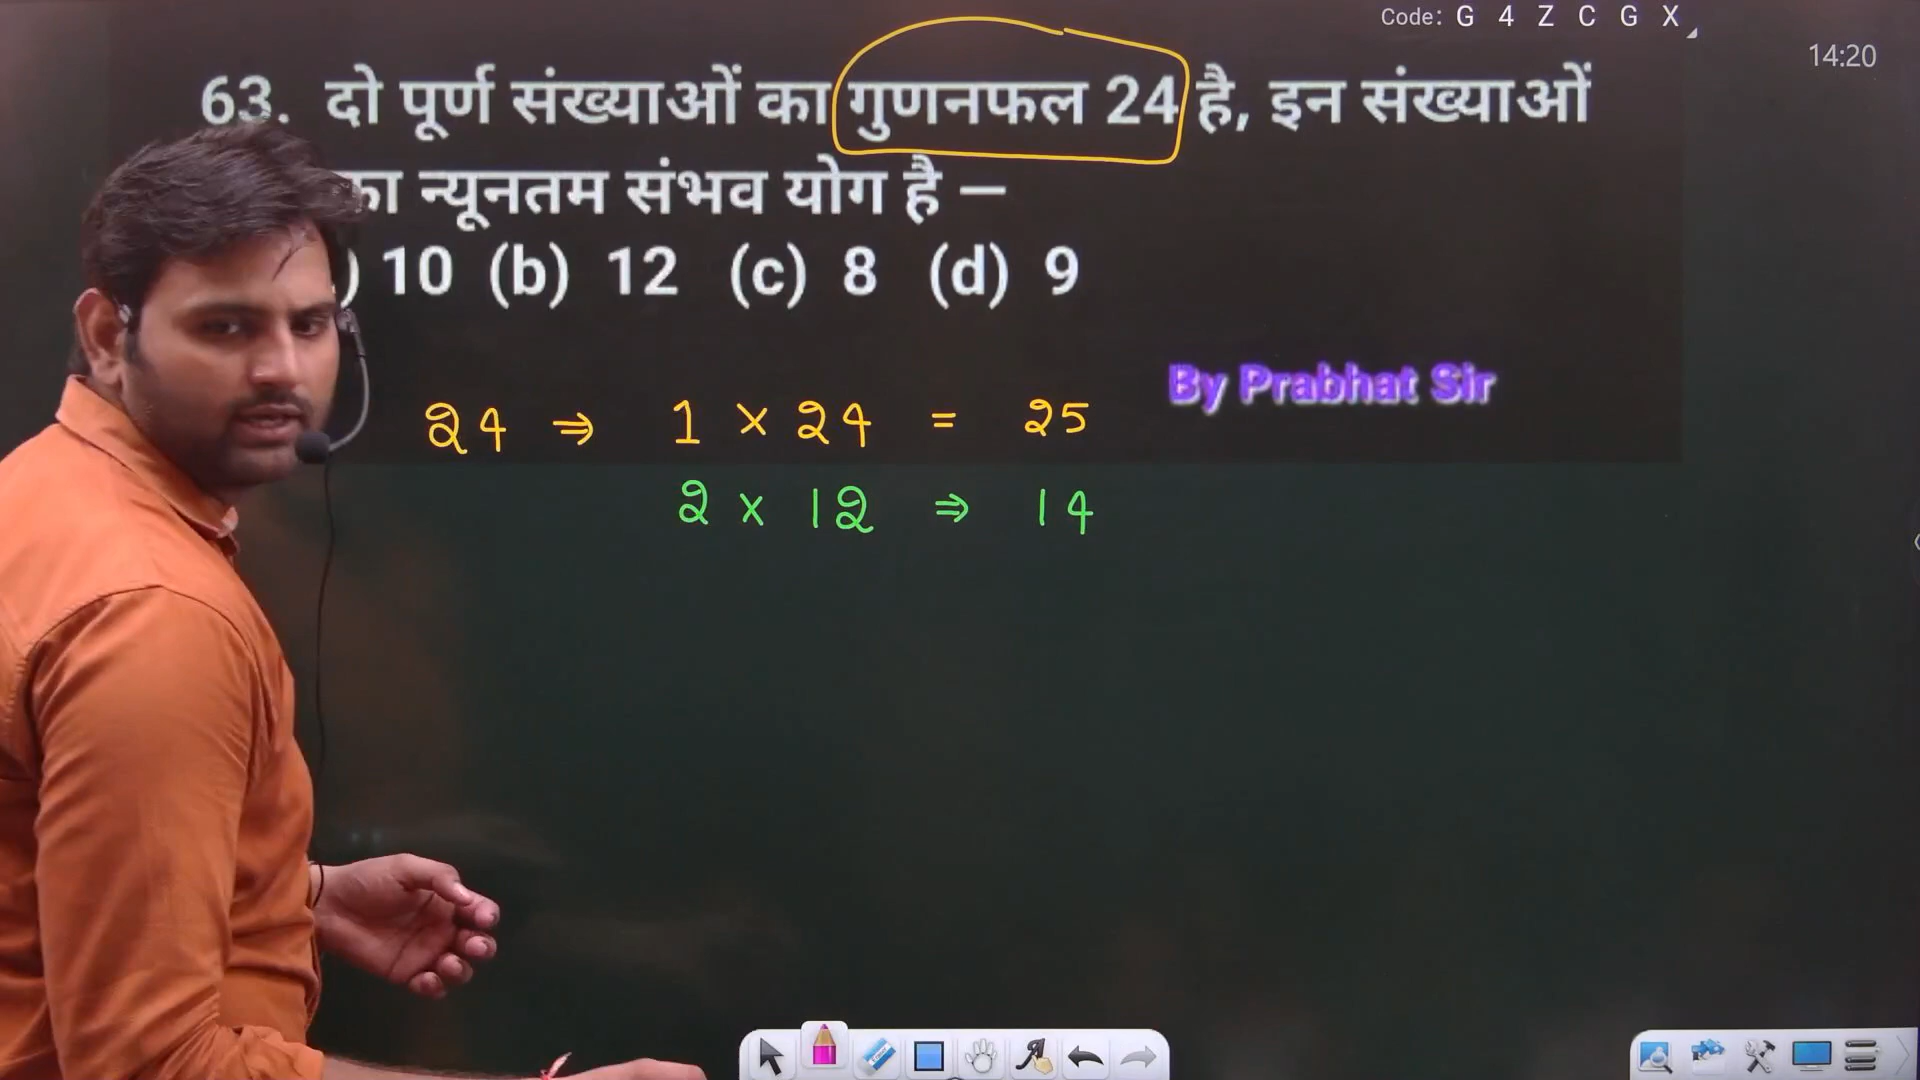 Code: G 4 Z C G X
14:20
63. दो पूर्ण संख्याओं का गुणनफल 24 है, इन संख्याओं
का न्यूनतम संभव योग है –
) 10 (b) 12 (c) 8 (d) 9
By Prabhat Sir
24 ⇒ 1 × 24 = 25
2 × 12 ⇒ 14